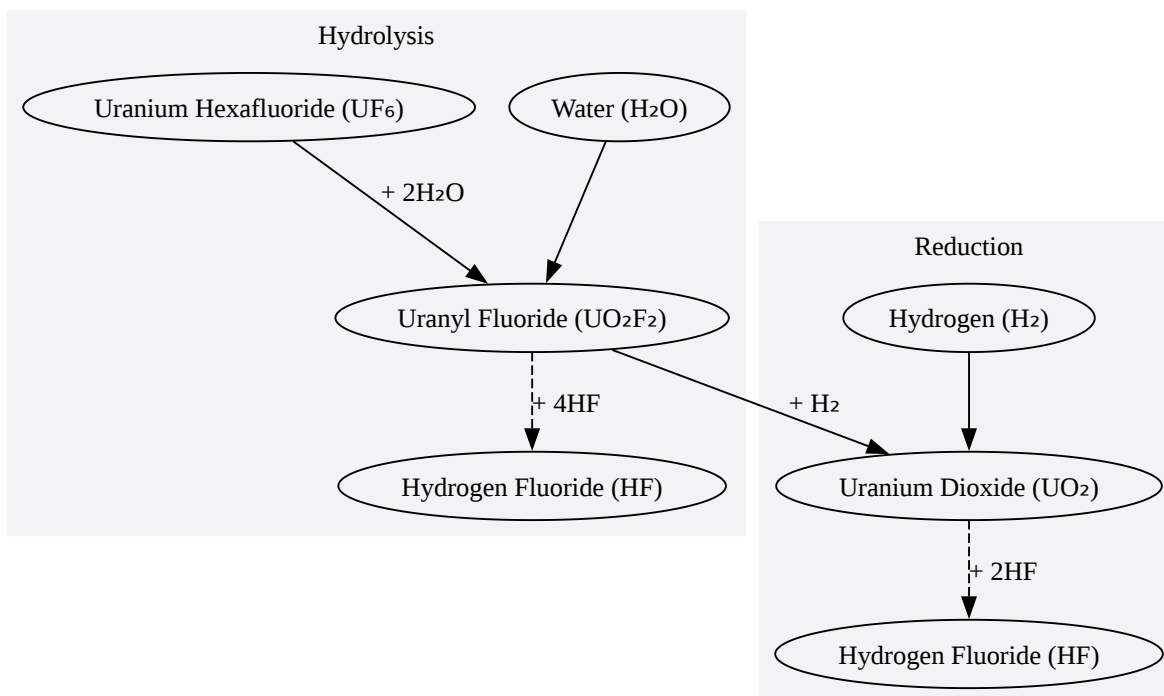 Hydrolysis
Uranium Hexafluoride (UF₆)
Water (H₂O)
+ 2H₂O
Reduction
Uranyl Fluoride (UO₂F₂)
Hydrogen (H₂)
+ 4HF
+ H₂
Hydrogen Fluoride (HF)
Uranium Dioxide (UO₂)
+ 2HF
Hydrogen Fluoride (HF)